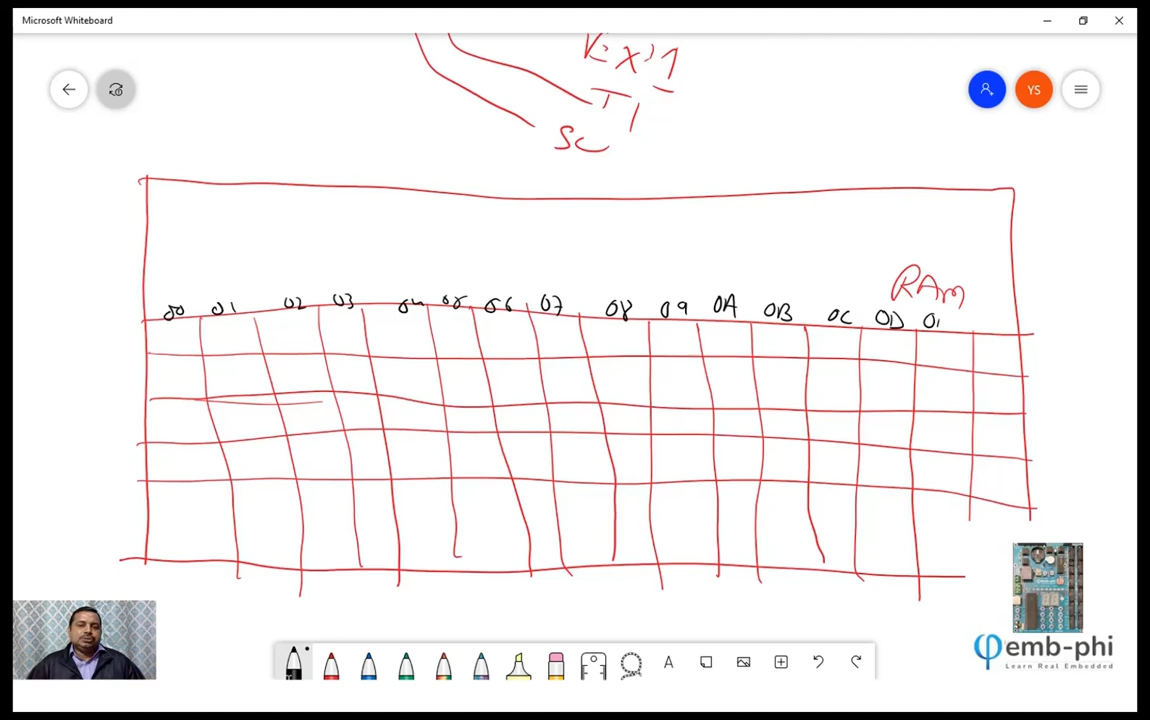 Microsoft Whiteboard
YS
SC
RAM
00 01 02 03 04 05 06 07 08 09 0A 0B 0C 0D
emb-phi
Learn Real Embedded
A